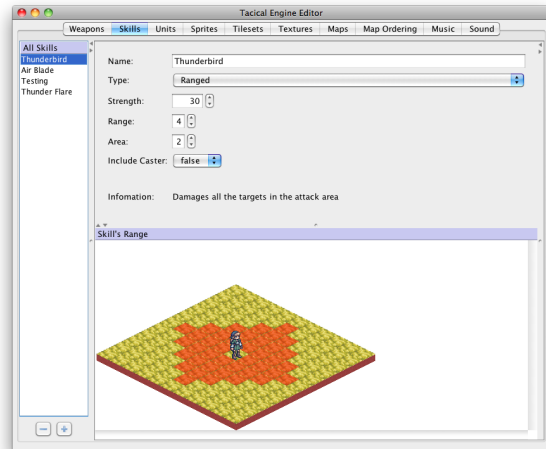 Tacical Engine Editor
Weapons Skills Units Sprites Tilesets Textures Maps Map Ordering Music Sound
All Skills
Thunderbird
Air Blade
Testing
Thunder Flare
Name: Thunderbird
Type: Ranged
Strength: 30
Range: 4
Area: 2
Include Caster: false
Infomation: Damages all the targets in the attack area
Skill's Range